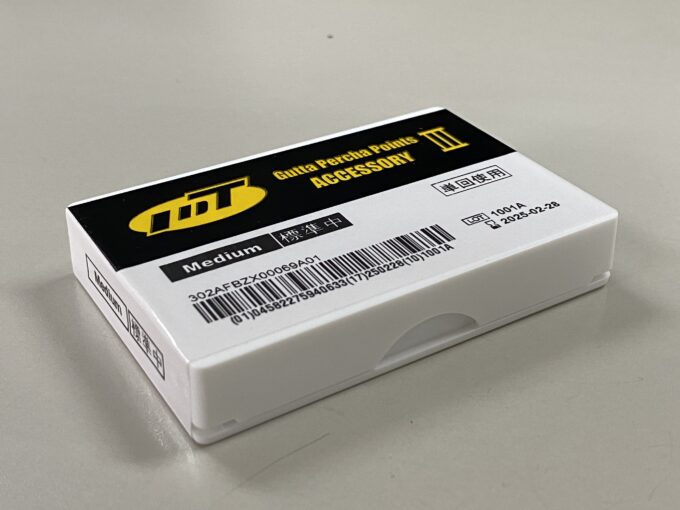 IDT
Gutta Percha Points
ACCESSORY
III
Medium 標準中
単回使用
302AFBZX00069A01
LOT 1001A
2025-02-28
(01)04582275940633(17)250228(10)1001A
Medium 標準中